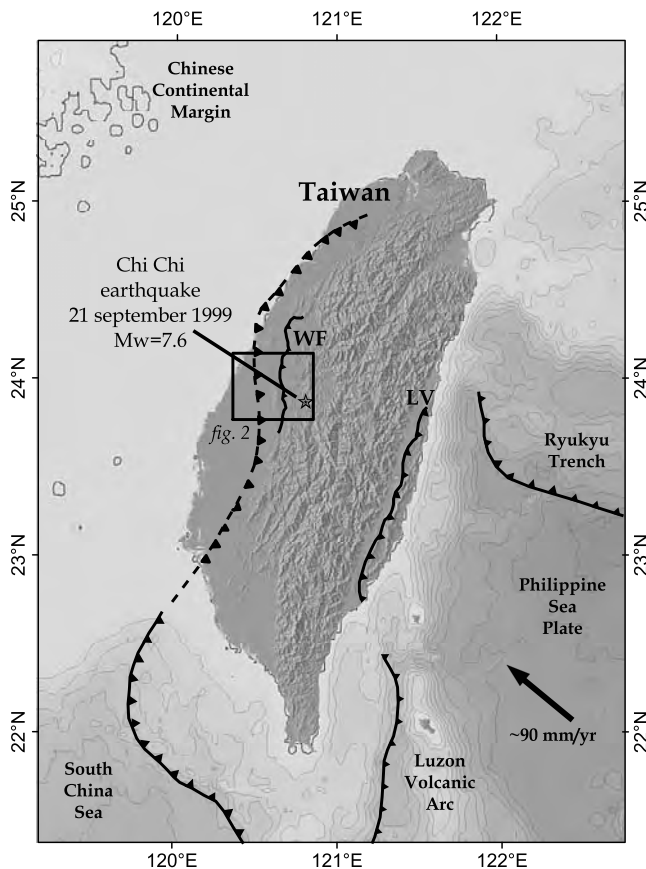 120°E
121°E
122°E
Chinese
Continental
Margin
25°N
25°N
Taiwan
Chi Chi
earthquake
21 september 1999
Mw=7.6
WF
24°N
24°N
LV
fig. 2
Ryukyu
Trench
23°N
23°N
Philippine
Sea
Plate
22°N
22°N
~90 mm/yr
South
China
Sea
Luzon
Volcanic
Arc
120°E
121°E
122°E